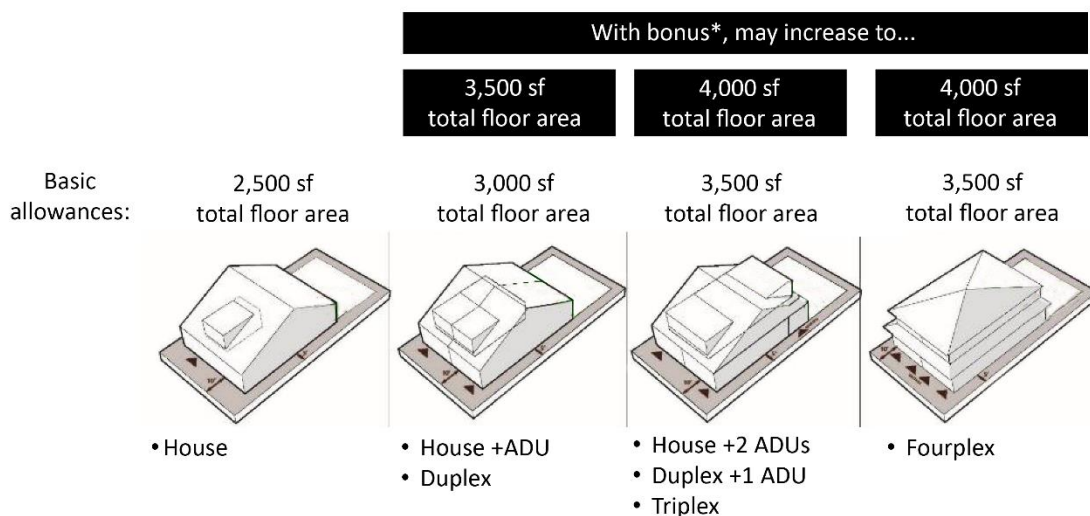 With bonus*, may increase to...
3,500 sf
total floor area
4,000 sf
total floor area
4,000 sf
total floor area
Basic
allowances:
2,500 sf
total floor area
3,000 sf
total floor area
3,500 sf
total floor area
3,500 sf
total floor area
• House
• House +ADU
• Duplex
• House +2 ADUs
• Duplex +1 ADU
• Triplex
• Fourplex